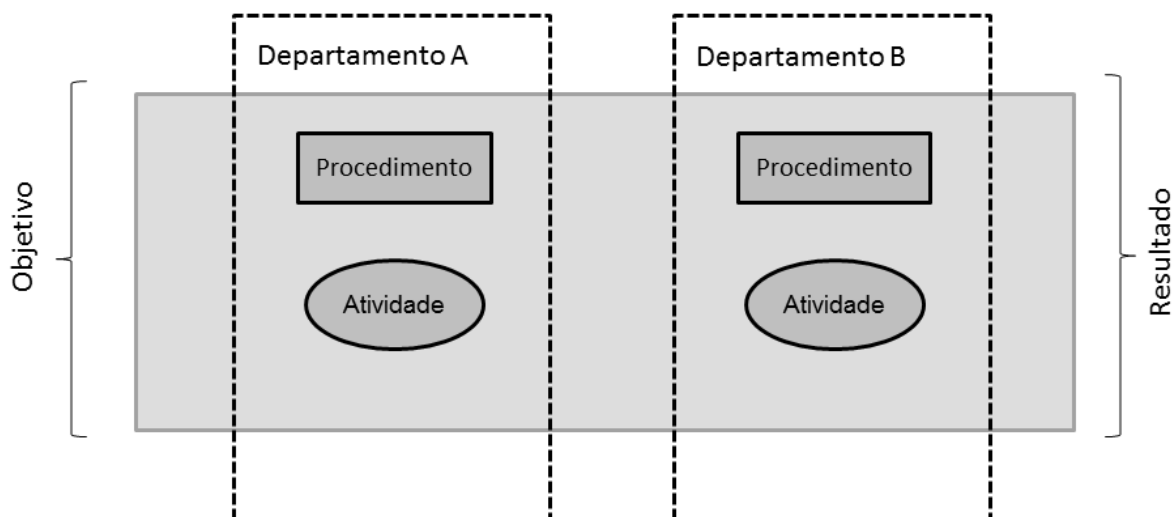 Departamento A
Departamento B
Objetivo
Procedimento
Procedimento
Resultado
Atividade
Atividade